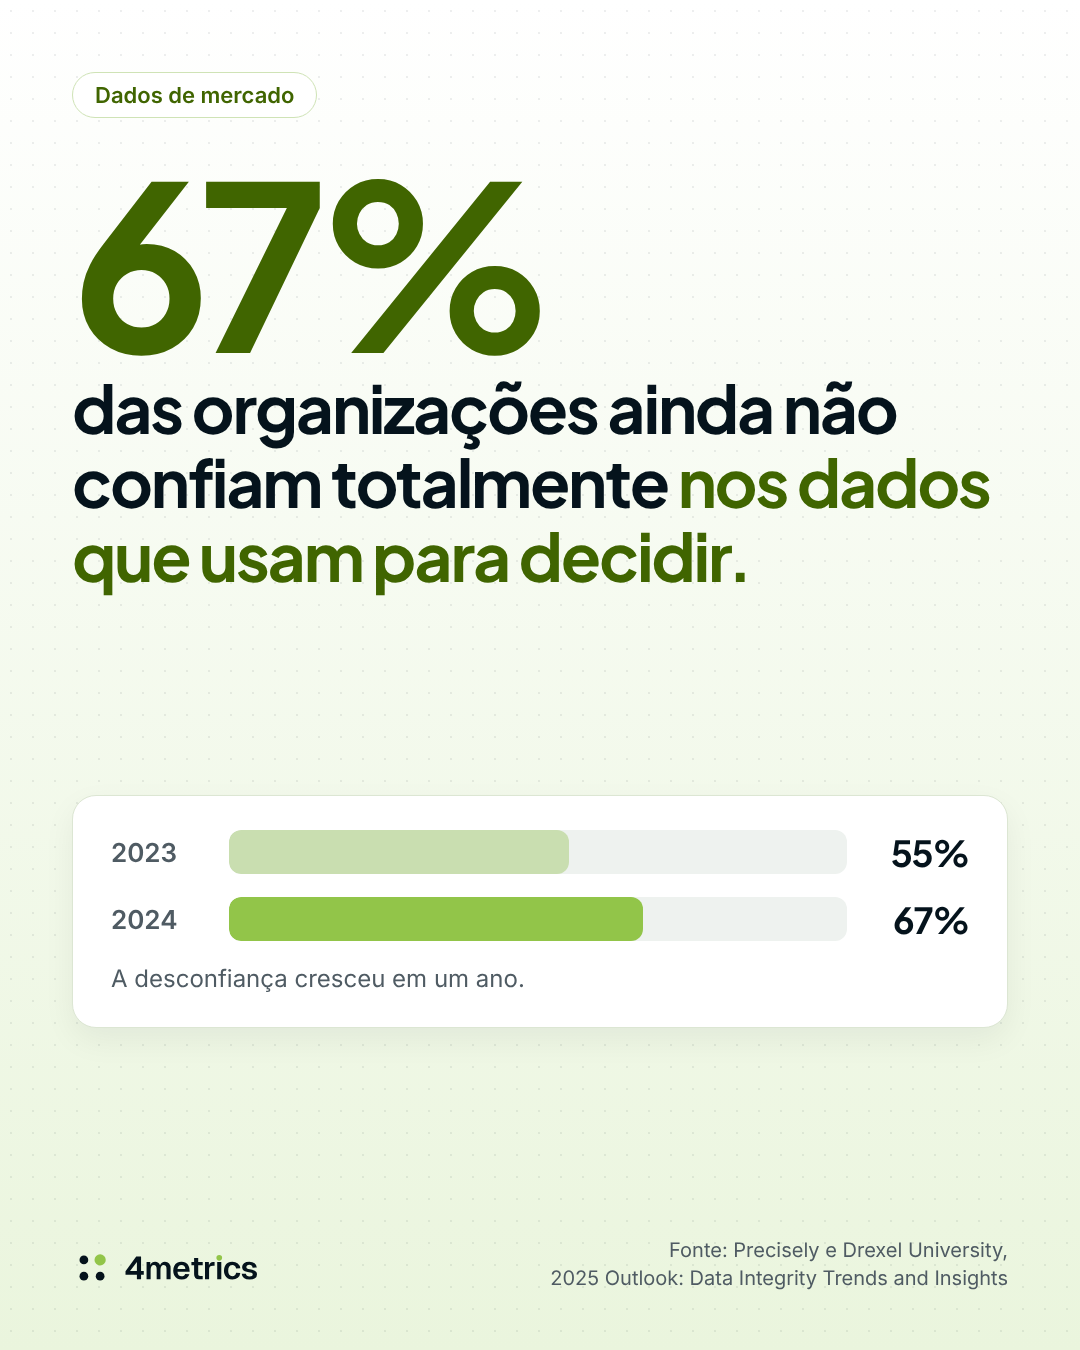 Dados de mercado
67%
das organizações ainda não
confiam totalmente nos dados
que usam para decidir.
2023 55%
2024 67%
A desconfiança cresceu em um ano.
4metrics
Fonte: Precisely e Drexel University,
2025 Outlook: Data Integrity Trends and Insights